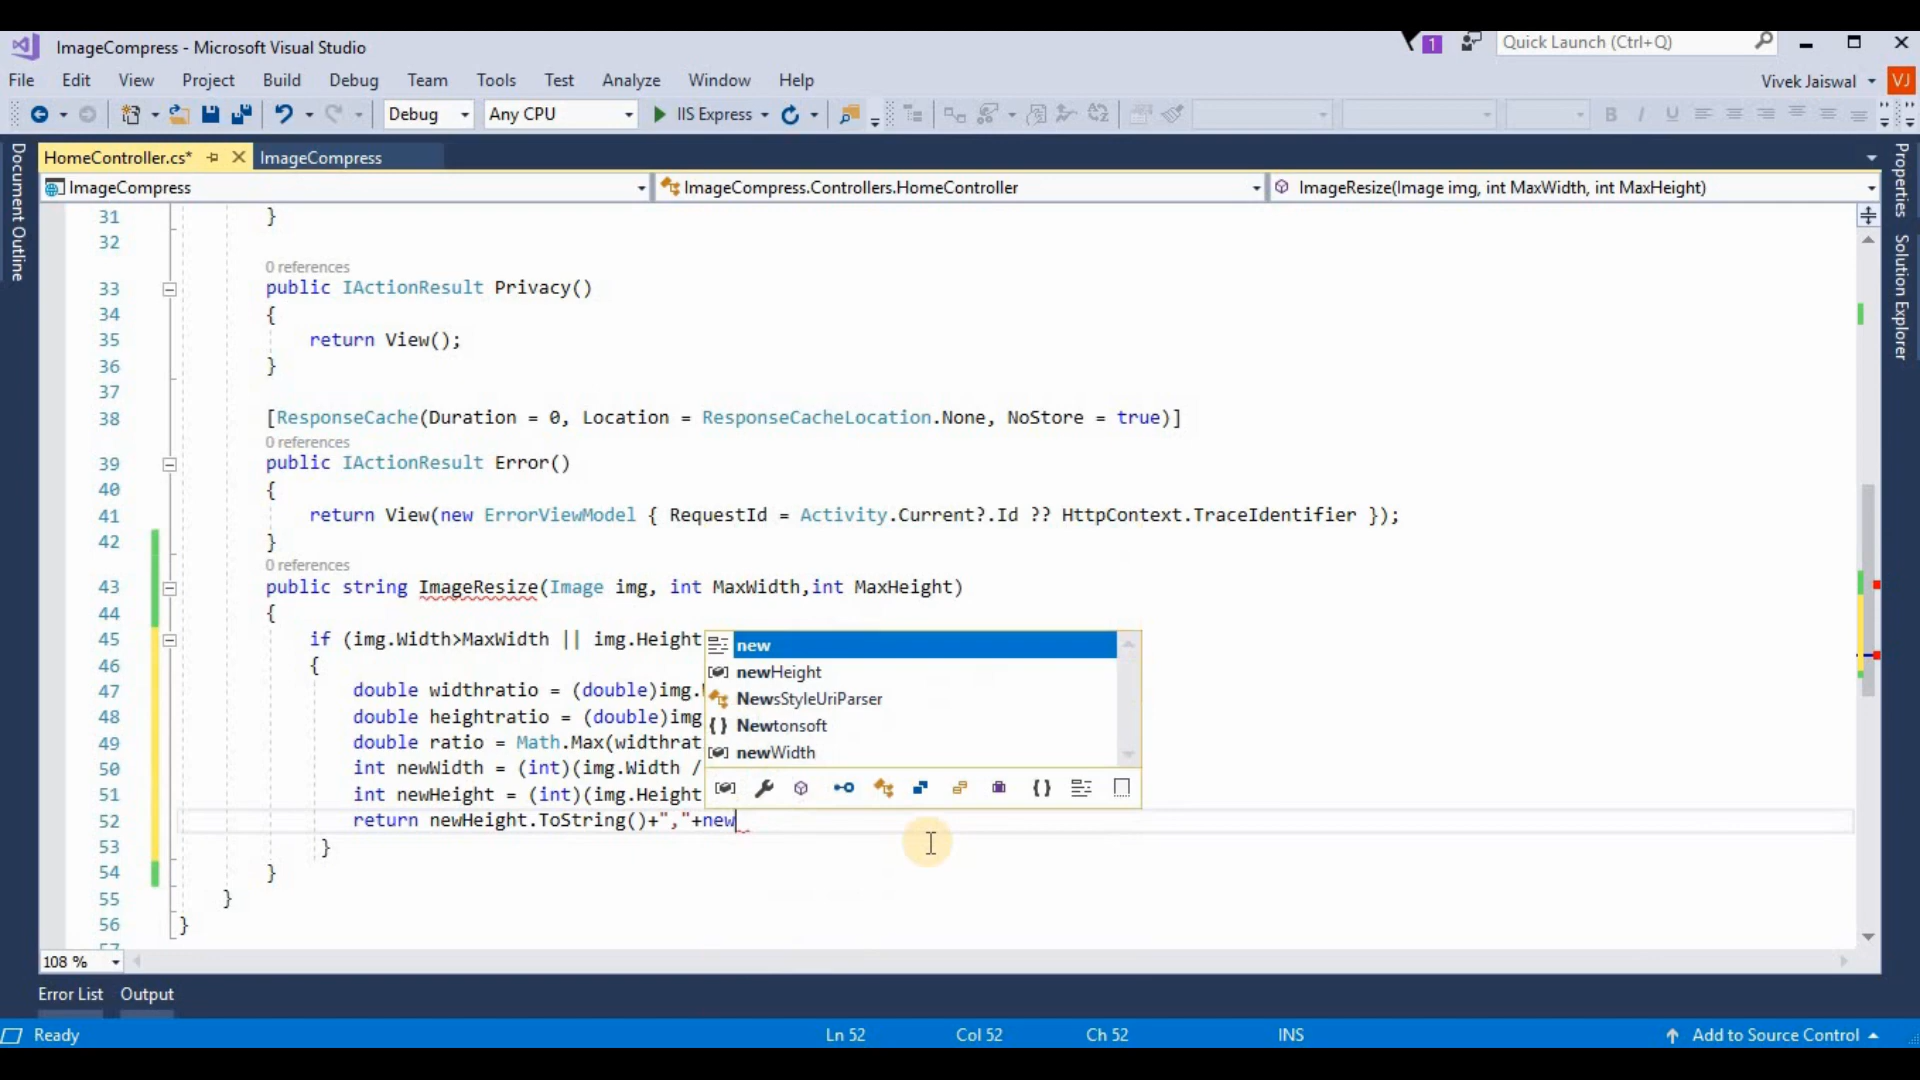 ImageCompress - Microsoft Visual Studio
1
Quick Launch (Ctrl+Q)
File Edit View Project Build Debug Team Tools Test Analyze Window Help
Vivek Jaiswal VJ
Debug Any CPU IIS Express
Document Outline
HomeController.cs* ImageCompress
ImageCompress ImageCompress.Controllers.HomeController ImageResize(Image img, int MaxWidth, int MaxHeight)
Properties
Solution Explorer
31 }
32
0 references
33 public IActionResult Privacy()
34 {
35 return View();
36 }
37
38 [ResponseCache(Duration = 0, Location = ResponseCacheLocation.None, NoStore = true)]
0 references
39 public IActionResult Error()
40 {
41 return View(new ErrorViewModel { RequestId = Activity.Current?.Id ?? HttpContext.TraceIdentifier });
42 }
0 references
43 public string ImageResize(Image img, int MaxWidth,int MaxHeight)
44 {
45 if (img.Width>MaxWidth || img.Height
46 {
47 double widthratio = (double)img.
48 double heightratio = (double)img
49 double ratio = Math.Max(widthrat
50 int newWidth = (int)(img.Width /
51 int newHeight = (int)(img.Height
52 return newHeight.ToString()+","+new
53 }
54 }
55 }
56 }
new
newHeight
NewsStyleUriParser
Newtonsoft
newWidth
108 %
Error List Output
Ready Ln 52 Col 52 Ch 52 INS Add to Source Control